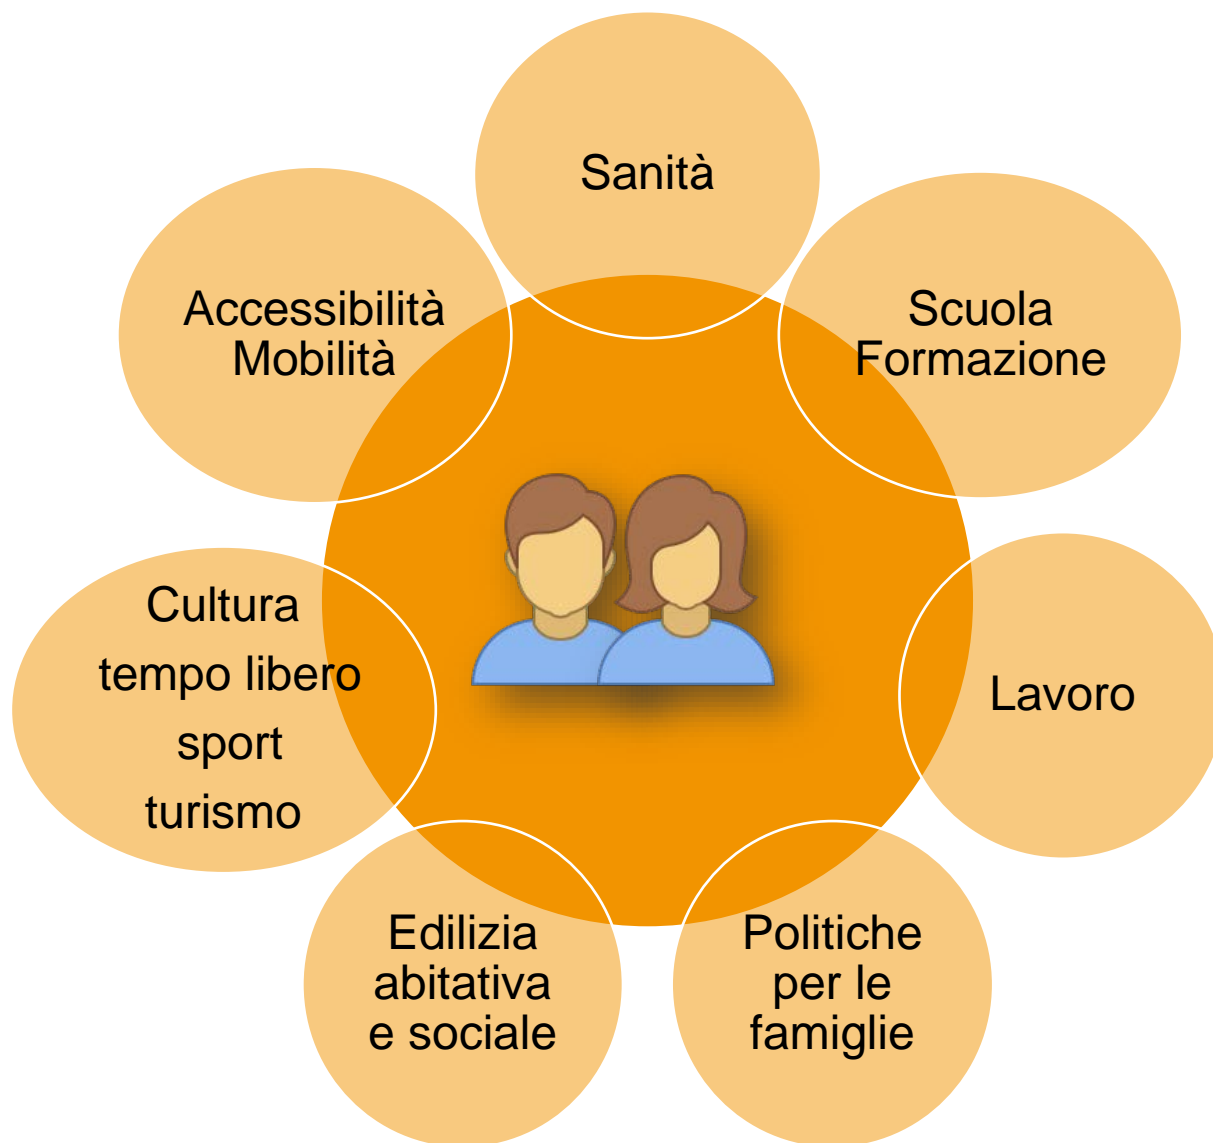 Sanità
Scuola
Formazione
Lavoro
Politiche
per le
famiglie
Edilizia
abitativa
e sociale
Cultura
tempo libero
sport
turismo
Accessibilità
Mobilità